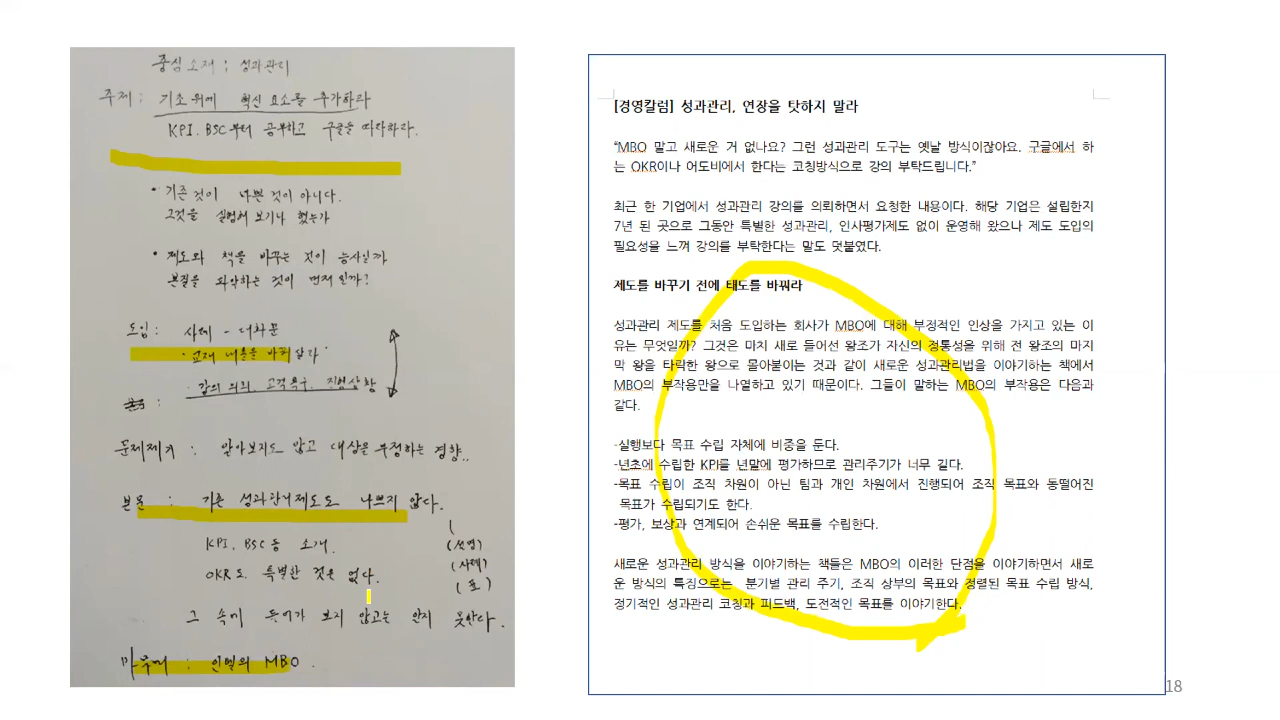 중심소재 ; 성과관리
주제 : 기초 위에 혁신 요소를 추가하라
KPI, BSC부터 공부하고 구글을 따라하라.
• 기존 것이 나쁜 것이 아니다.
그것을 실험해 보기나 했는가
• 제도와 책을 바꾸는 것이 능사일까
본질을 파악하는 것이 먼저일까?
도입 : 사례 - 대화문
강의 의뢰, 고객욕구, 진행상황
문제제기 : 알아보지도 않고 대상을 부정하는 경향..
본문 : 기존 성과관리제도도 나쁘지 않다.
KPI, BSC등 소개.
(설명)
(사례)
OKR도 특별한 것은 없다.
(표)
그 속에 들어가 보지 않고는 알지 못한다.
마무리 : 인텔의 MBO.
[경영칼럼] 성과관리, 연장을 탓하지 말라
“MBO 말고 새로운 거 없나요? 그런 성과관리 도구는 옛날 방식이잖아요. 구글에서 하
는 OKR이나 어도비에서 한다는 코칭방식으로 강의 부탁드립니다.”
최근 한 기업에서 성과관리 강의를 의뢰하면서 요청한 내용이다. 해당 기업은 설립한지
7년 된 곳으로 그동안 특별한 성과관리, 인사평가제도 없이 운영해 왔으나 제도 도입의
필요성을 느껴 강의를 부탁한다는 말도 덧붙였다.
제도를 바꾸기 전에 태도를 바꿔라
성과관리 제도를 처음 도입하는 회사가 MBO에 대해 부정적인 인상을 가지고 있는 이
유는 무엇일까? 그것은 마치 새로 들어선 왕조가 자신의 정통성을 위해 전 왕조의 마지
막 왕을 타락한 왕으로 몰아붙이는 것과 같이 새로운 성과관리법을 이야기하는 책에서
MBO의 부작용만을 나열하고 있기 때문이다. 그들이 말하는 MBO의 부작용은 다음과
같다.
-실행보다 목표 수립 자체에 비중을 둔다.
-년초에 수립한 KPI를 년말에 평가하므로 관리주기가 너무 길다.
-목표 수립이 조직 차원이 아닌 팀과 개인 차원에서 진행되어 조직 목표와 동떨어진
목표가 수립되기도 한다.
-평가, 보상과 연계되어 손쉬운 목표를 수립한다.
새로운 성과관리 방식을 이야기하는 책들은 MBO의 이러한 단점을 이야기하면서 새로
운 방식의 특징으로는 분기별 관리 주기, 조직 상부의 목표와 정렬된 목표 수립 방식,
정기적인 성과관리 코칭과 피드백, 도전적인 목표를 이야기한다.
18